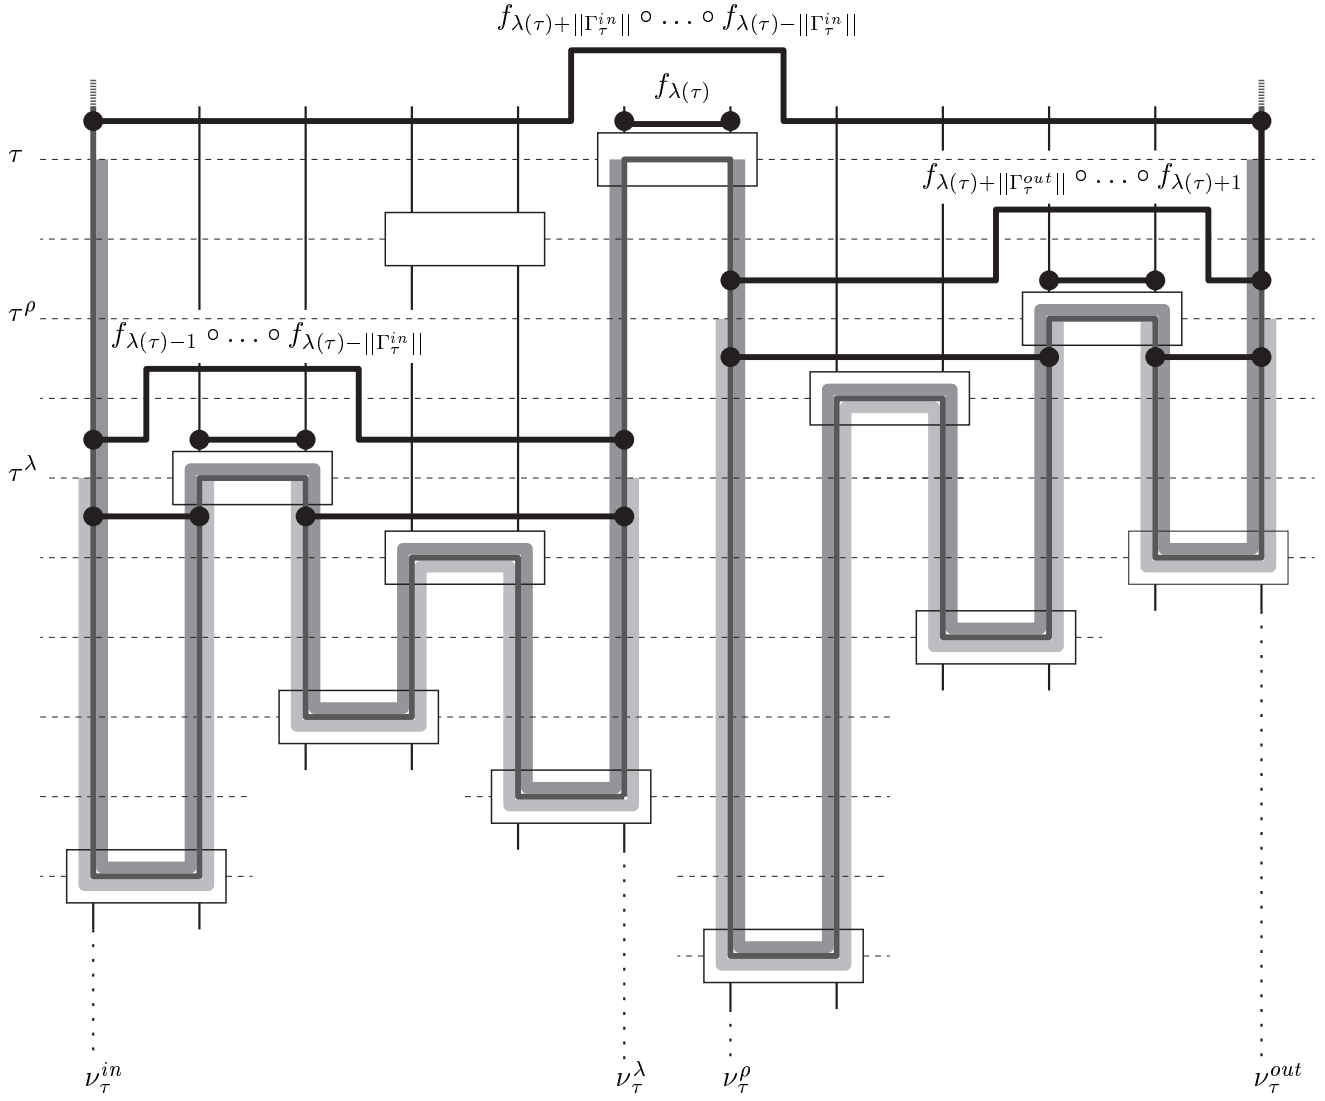 f_{λ(τ)+||Γ_τ^{in}||} ∘ … ∘ f_{λ(τ)−||Γ_τ^{in}||}
f_{λ(τ)}
τ
f_{λ(τ)+||Γ_τ^{out}||} ∘ … ∘ f_{λ(τ)+1}
τ^ρ
f_{λ(τ)−1} ∘ … ∘ f_{λ(τ)−||Γ_τ^{in}||}
τ^λ
ν_τ^{in} ν_τ^λ ν_τ^ρ ν_τ^{out}